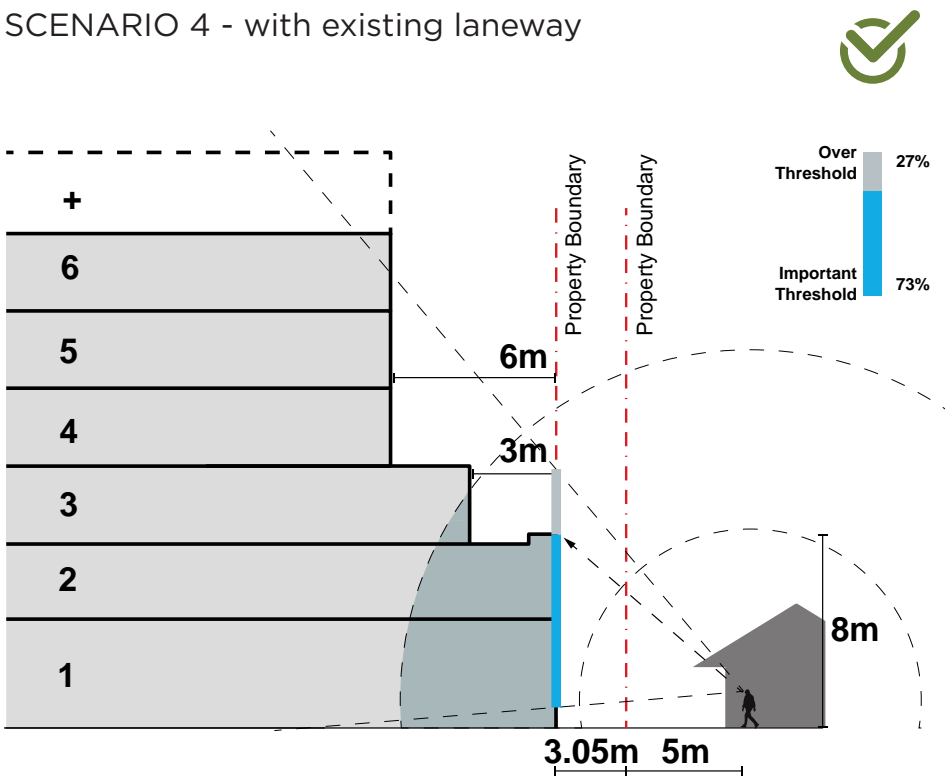 SCENARIO 4 - with existing laneway
Over
Threshold
27%
Important
Threshold
73%
Property Boundary
Property Boundary
+
6
5
4
3
2
1
6m
3m
8m
3.05m
5m